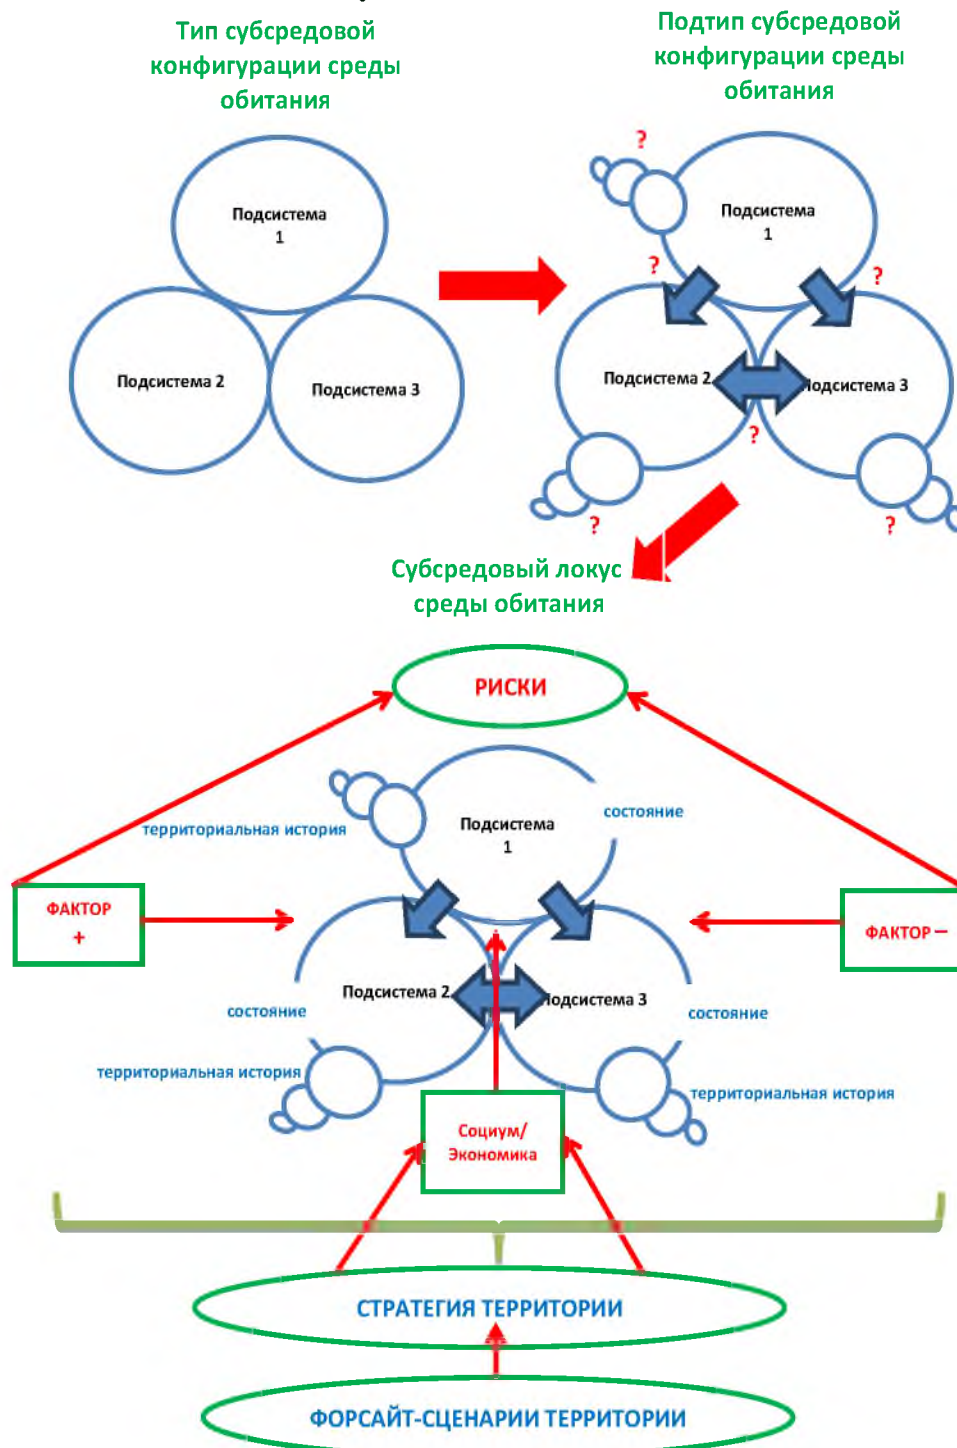 Тип субсредовой
конфигурации среды
обитания
Подтип субсредовой
конфигурации среды
обитания
Подсистема
1
Подсистема 2
Подсистема 3
?
Подсистема
1
?
?
Подсистема 2
Подсистема 3
?
?
?
Субсредовый локус
среды обитания
РИСКИ
территориальная история
Подсистема
1
состояние
ФАКТОР
+
ФАКТОР –
Подсистема 2
Подсистема 3
состояние
состояние
территориальная история
территориальная история
Социум/
Экономика
СТРАТЕГИЯ ТЕРРИТОРИИ
ФОРСАЙТ-СЦЕНАРИИ ТЕРРИТОРИИ